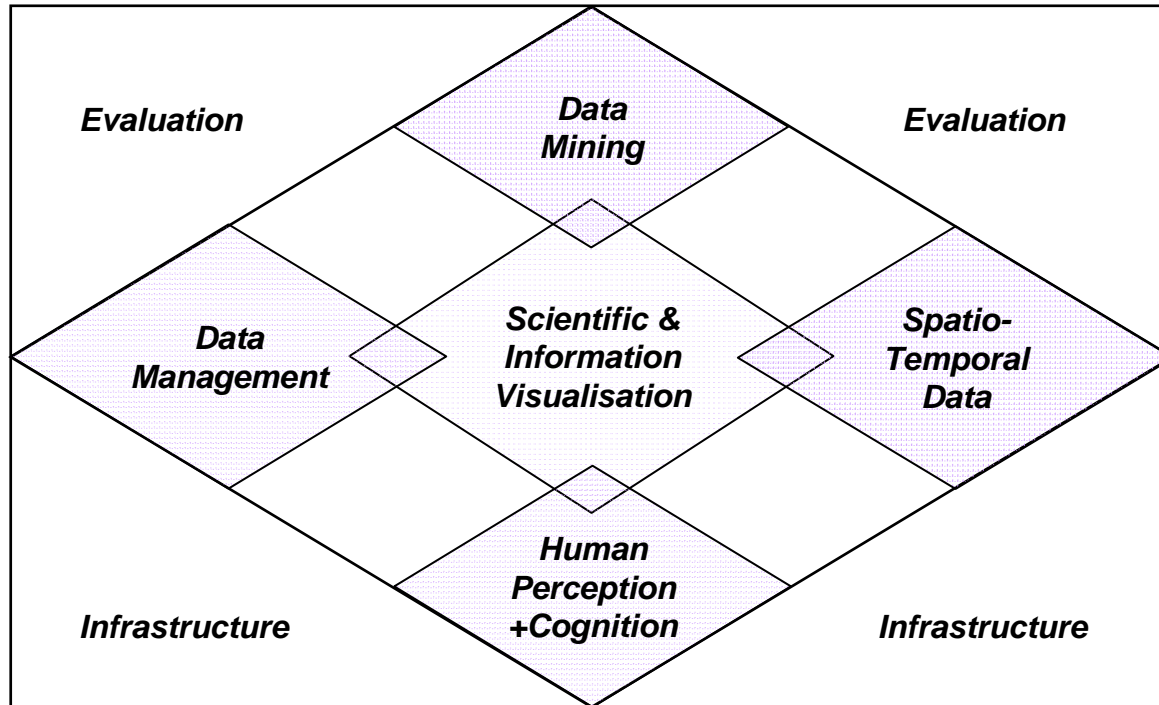 Evaluation
Data
Mining
Evaluation
Data
Management
Scientific &
Information
Visualisation
Spatio-
Temporal
Data
Human
Perception
+Cognition
Infrastructure
Infrastructure